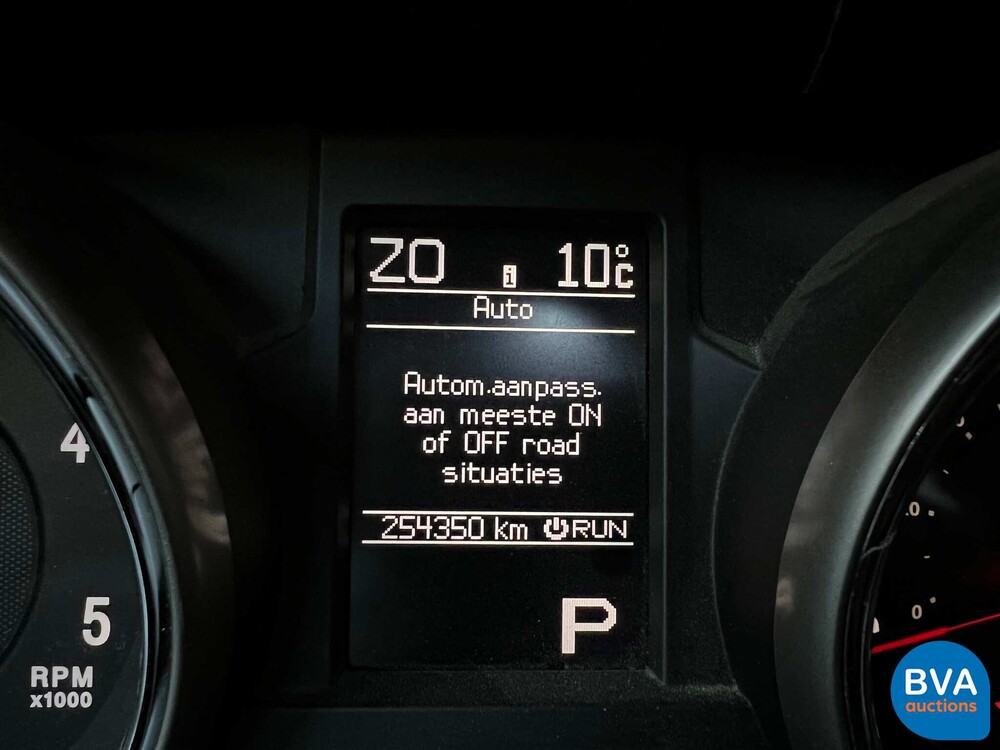 ZO i 10°C
Auto
Autom.aanpass.
aan meeste ON
of OFF road
situaties
254350 km RUN
P
4
5
RPM
x1000
0
BVA
auctions